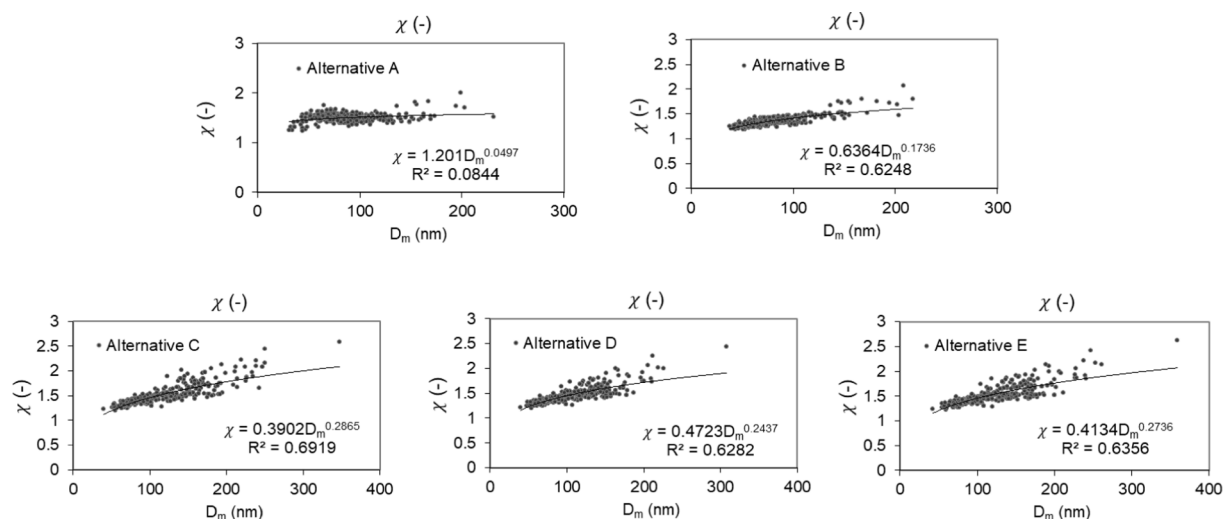 χ (-)
3
2
1
0
χ (-)
Alternative A
χ = 1.201Dm^0.0497
R² = 0.0844
0 100 200 300
Dm (nm)
χ (-)
3
2.5
2
1.5
1
0.5
0
χ (-)
Alternative B
χ = 0.6364Dm^0.1736
R² = 0.6248
0 100 200 300
Dm (nm)
χ (-)
3
2.5
2
1.5
1
0.5
0
χ (-)
Alternative C
χ = 0.3902Dm^0.2865
R² = 0.6919
0 100 200 300 400
Dm (nm)
χ (-)
3
2.5
2
1.5
1
0.5
0
χ (-)
Alternative D
χ = 0.4723Dm^0.2437
R² = 0.6282
0 100 200 300 400
Dm (nm)
χ (-)
3
2.5
2
1.5
1
0.5
0
χ (-)
Alternative E
χ = 0.4134Dm^0.2736
R² = 0.6356
0 100 200 300 400
Dm (nm)